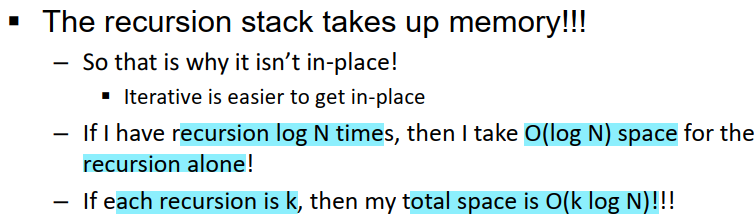 ▪ The recursion stack takes up memory!!!
– So that is why it isn’t in-place!
▪ Iterative is easier to get in-place
– If I have recursion log N times, then I take O(log N) space for the
recursion alone!
– If each recursion is k, then my total space is O(k log N)!!!